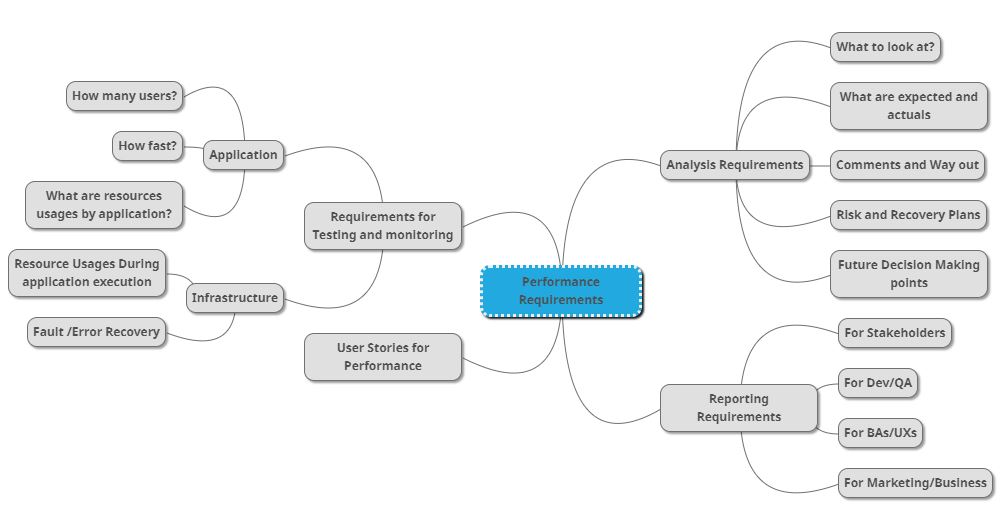 Performance
Requirements
Requirements for
Testing and monitoring
Application
How many users?
How fast?
What are resources
usages by application?
Infrastructure
Resource Usages During
application execution
Fault /Error Recovery
User Stories for
Performance
Analysis Requirements
What to look at?
What are expected and
actuals
Comments and Way out
Risk and Recovery Plans
Future Decision Making
points
Reporting
Requirements
For Stakeholders
For Dev/QA
For BAs/UXs
For Marketing/Business